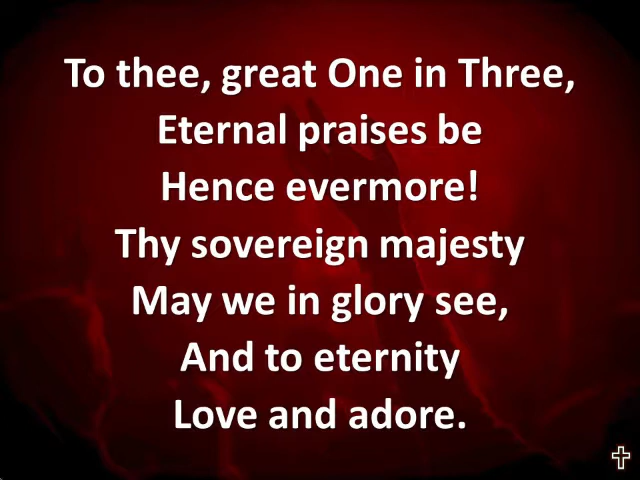 To thee, great One in Three,
Eternal praises be
Hence evermore!
Thy sovereign majesty
May we in glory see,
And to eternity
Love and adore.